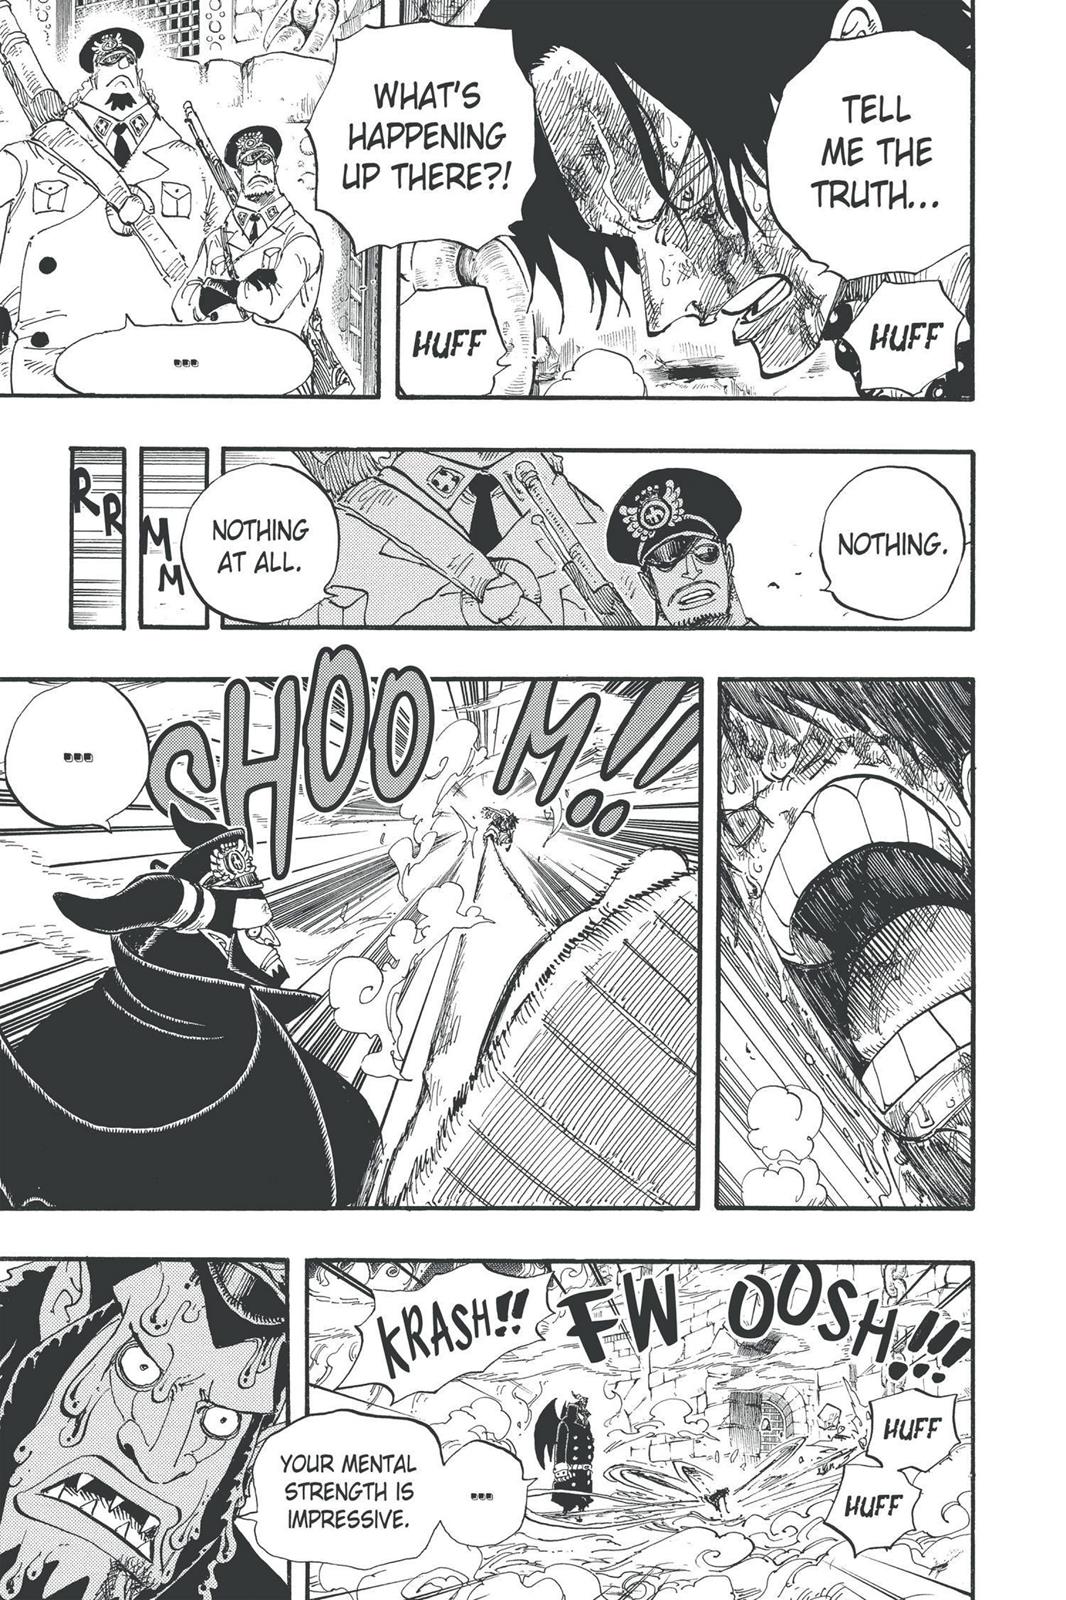 TELL
ME THE
TRUTH...
WHAT'S
HAPPENING
UP THERE?!
HUFF
HUFF
...
NOTHING.
NOTHING
AT ALL.
MM
RR
SHOOM!!
...
KRASH!!
FWOOSH!!!
HUFF
HUFF
...
YOUR MENTAL
STRENGTH IS
IMPRESSIVE.